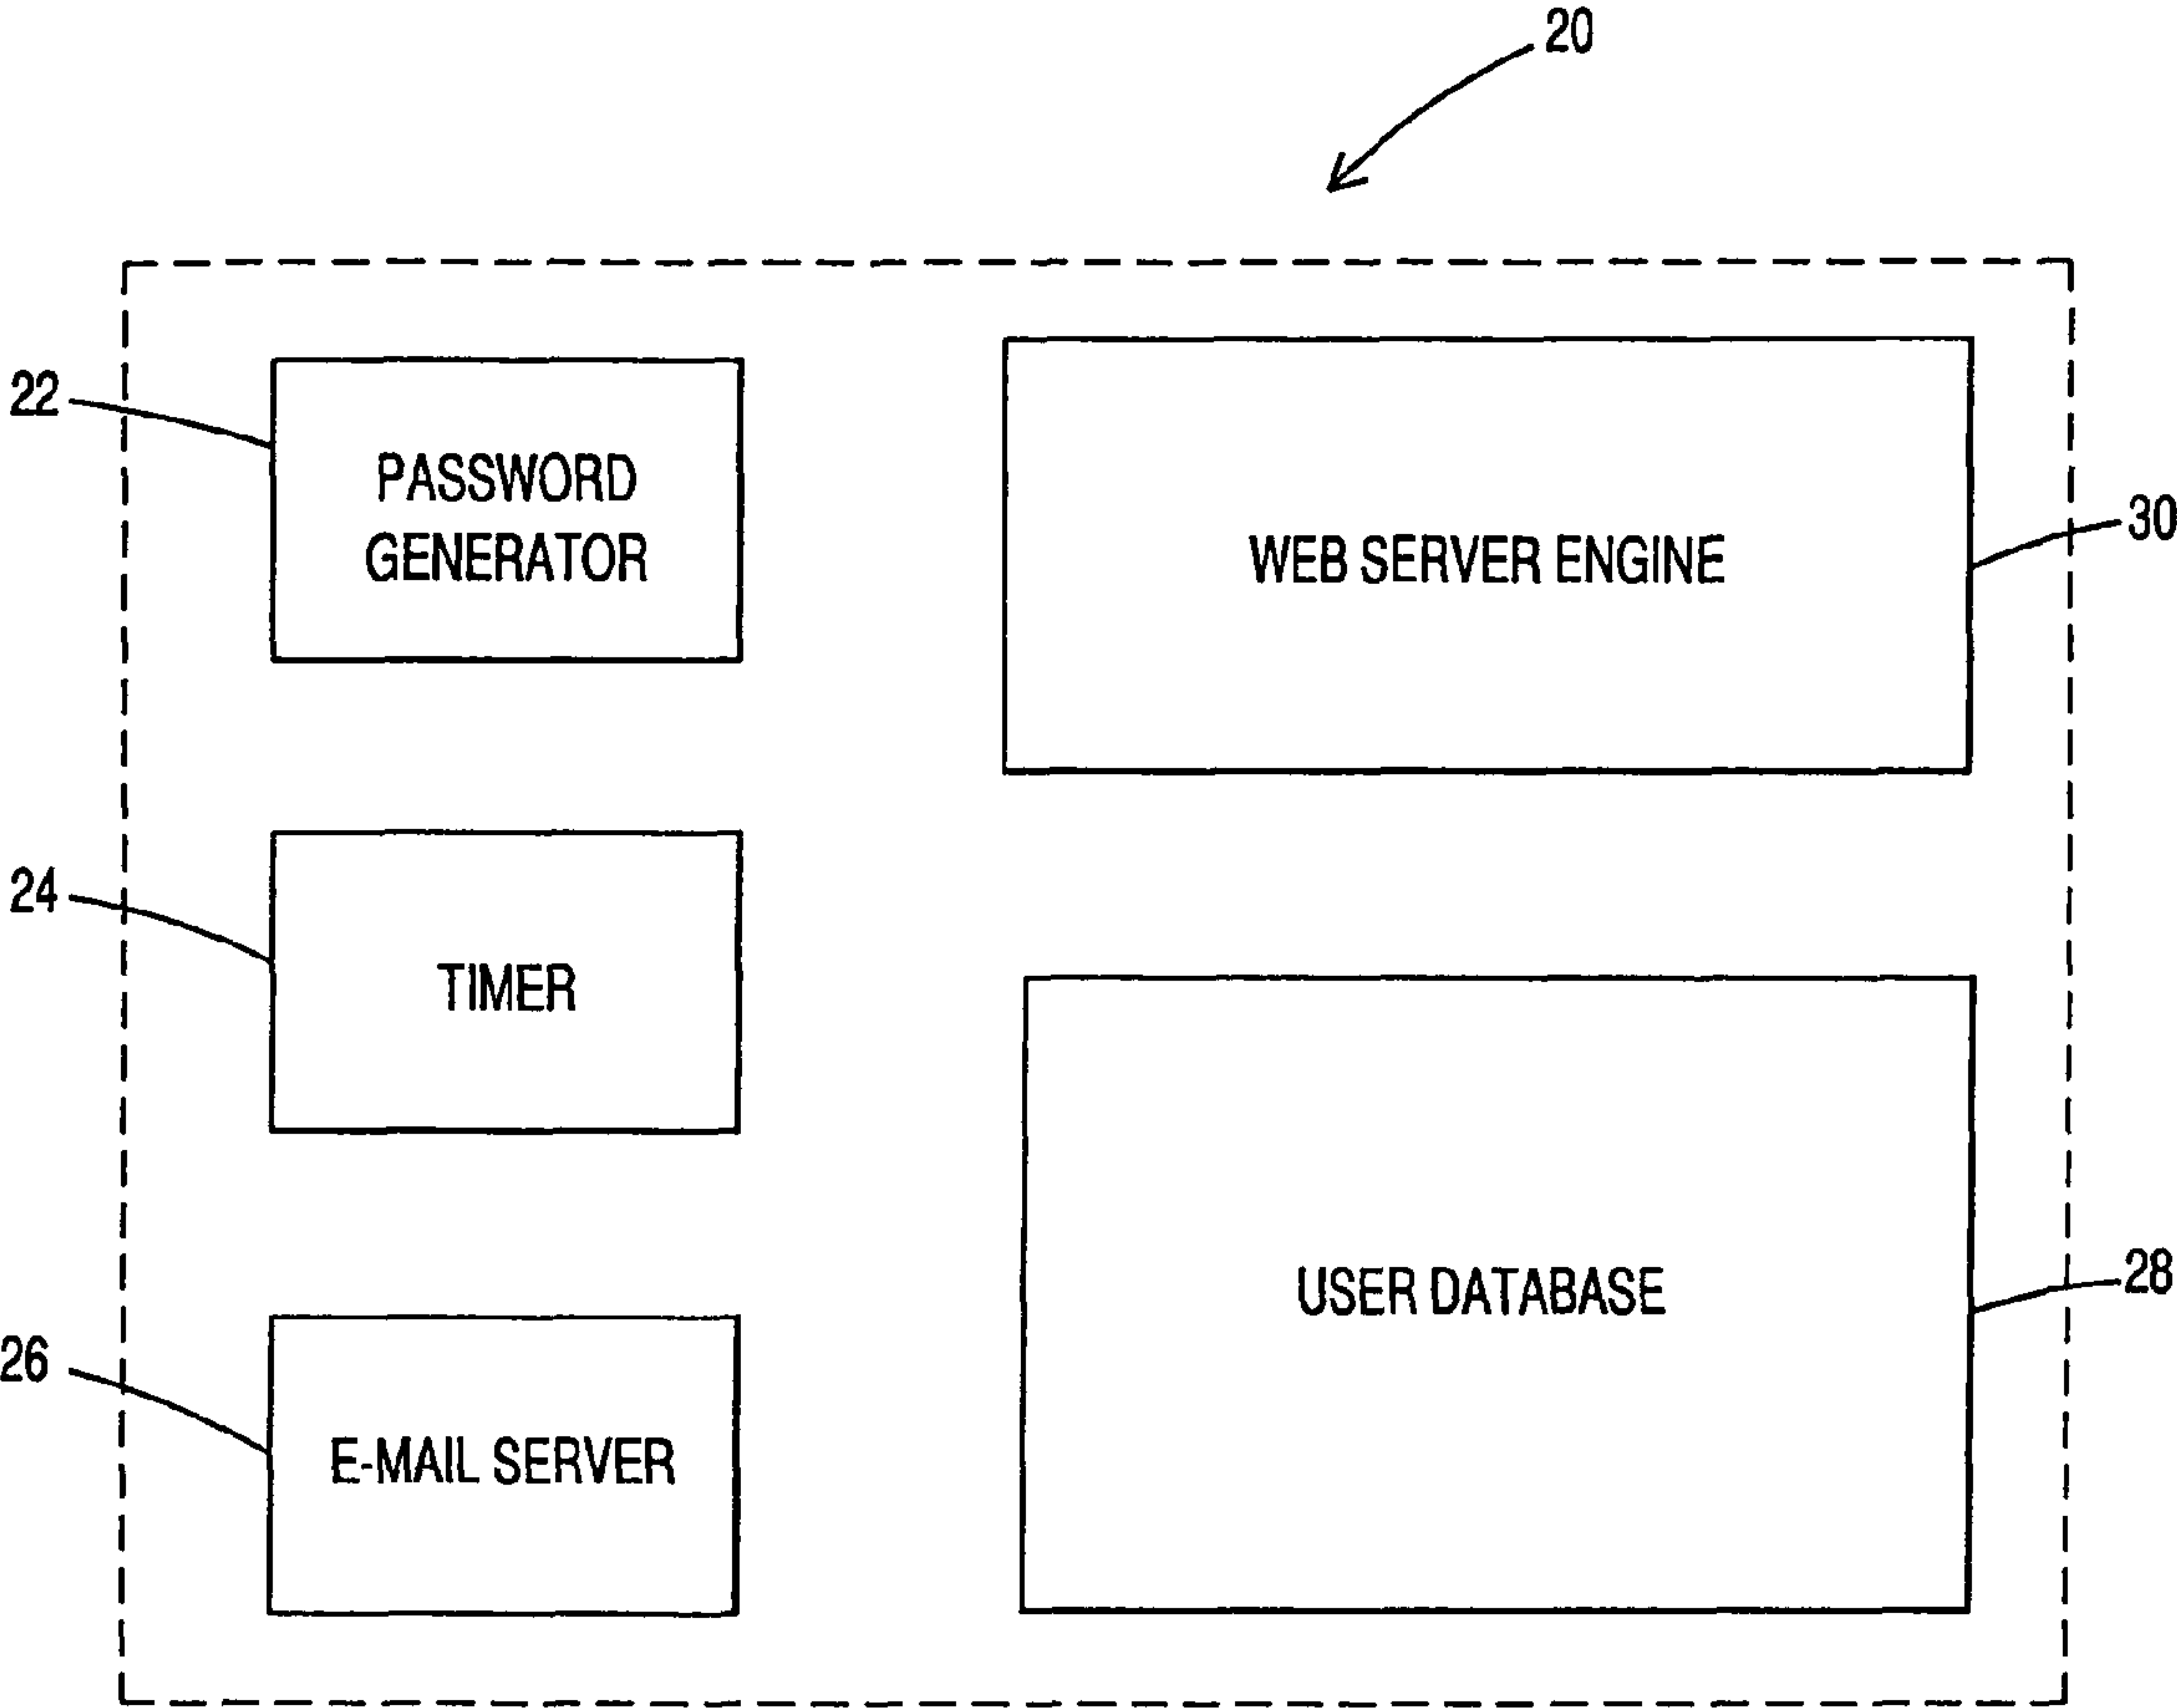 20
22
PASSWORD
GENERATOR
WEB SERVER ENGINE
30
24
TIMER
USER DATABASE
28
26
E-MAIL SERVER